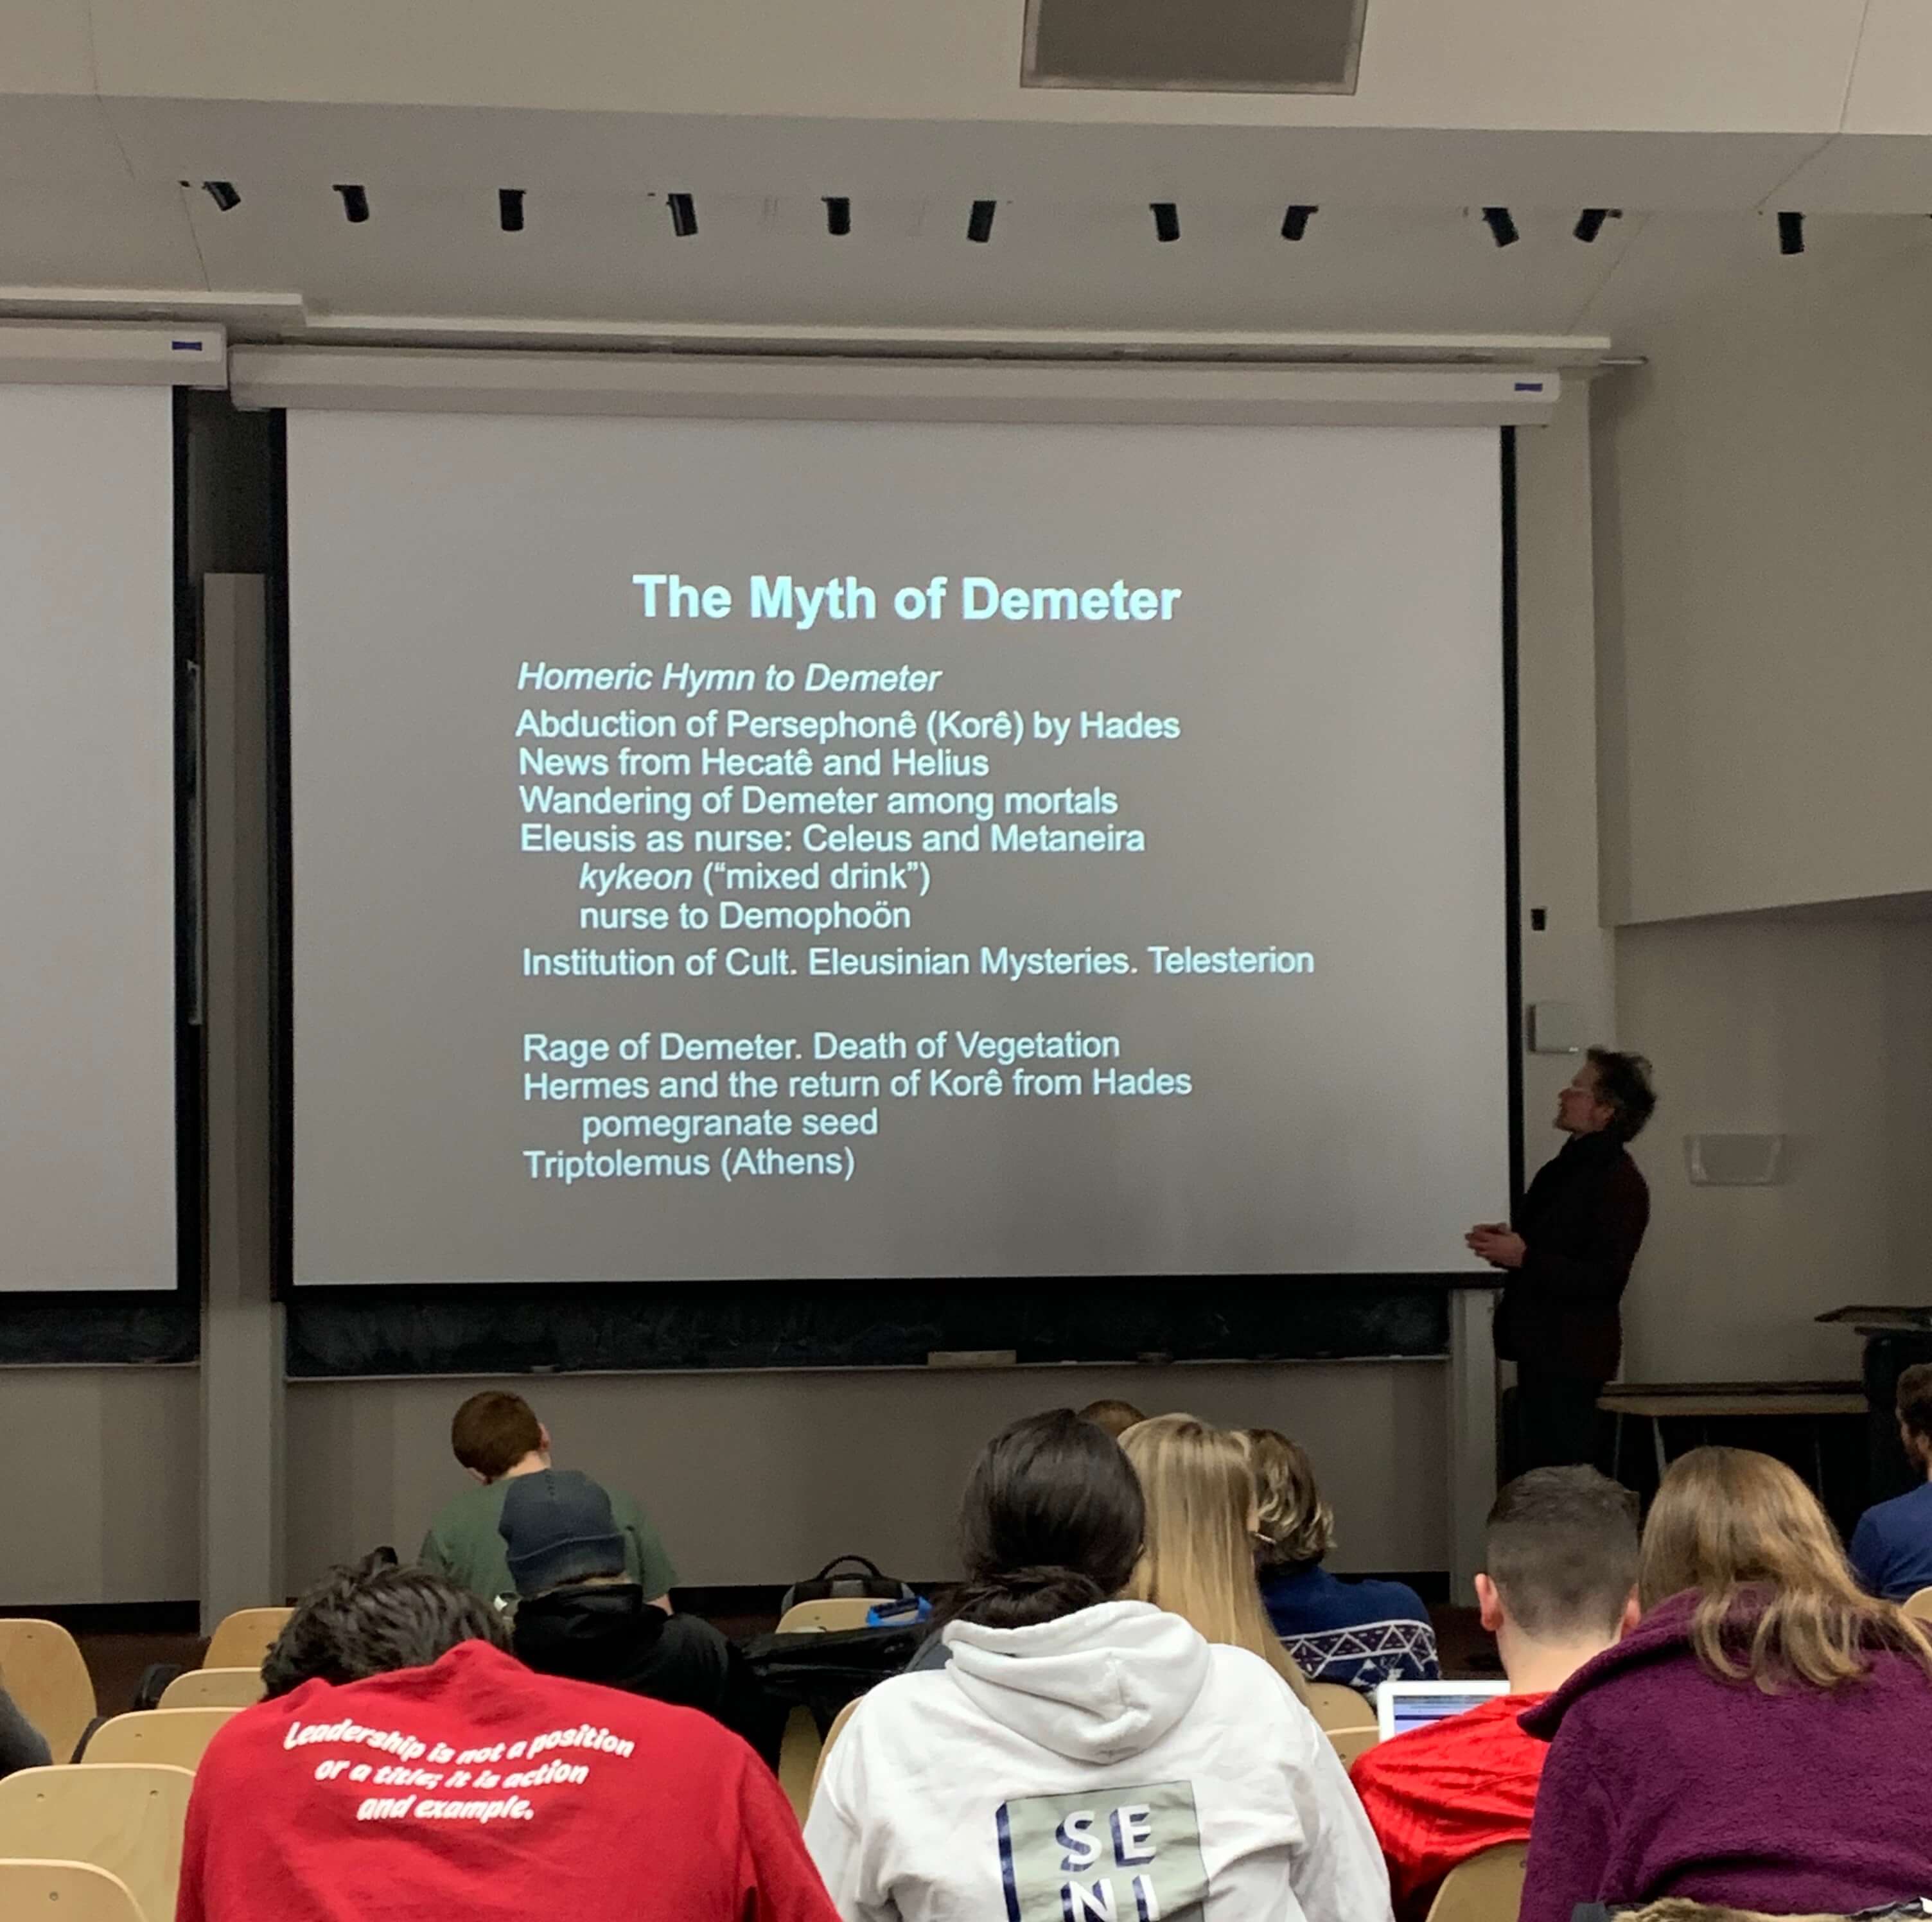 The Myth of Demeter
Homeric Hymn to Demeter
Abduction of Persephonê (Korê) by Hades
News from Hecatê and Helius
Wandering of Demeter among mortals
Eleusis as nurse: Celeus and Metaneira
kykeon (“mixed drink”)
nurse to Demophoön
Institution of Cult. Eleusinian Mysteries. Telesterion
Rage of Demeter. Death of Vegetation
Hermes and the return of Korê from Hades
pomegranate seed
Triptolemus (Athens)
Leadership is not a position
or a title; it is action
and example.
SE
NI